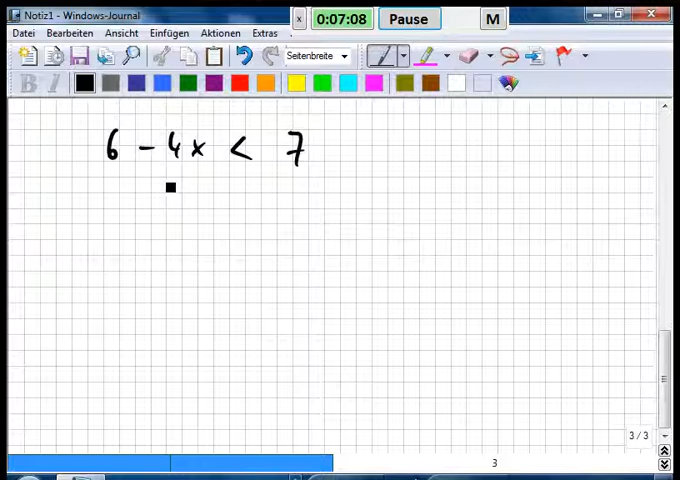 Notiz1 - Windows-Journal
x 0:07:08 Pause M
Datei Bearbeiten Ansicht Einfügen Aktionen Extras
Seitenbreite
B I
6 - 4x < 7
3 / 3
3